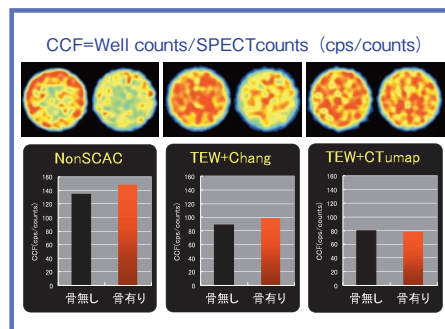 CCF=Well counts/SPECTcounts (cps/counts)
NonSCAC
CCF(cps/counts)
160
140
120
100
80
60
40
20
0
骨無し 骨有り
TEW+Chang
CCF(cps/counts)
160
140
120
100
80
60
40
20
0
骨無し 骨有り
TEW+CTumap
CCF(cps/counts)
160
140
120
100
80
60
40
20
0
骨無し 骨有り